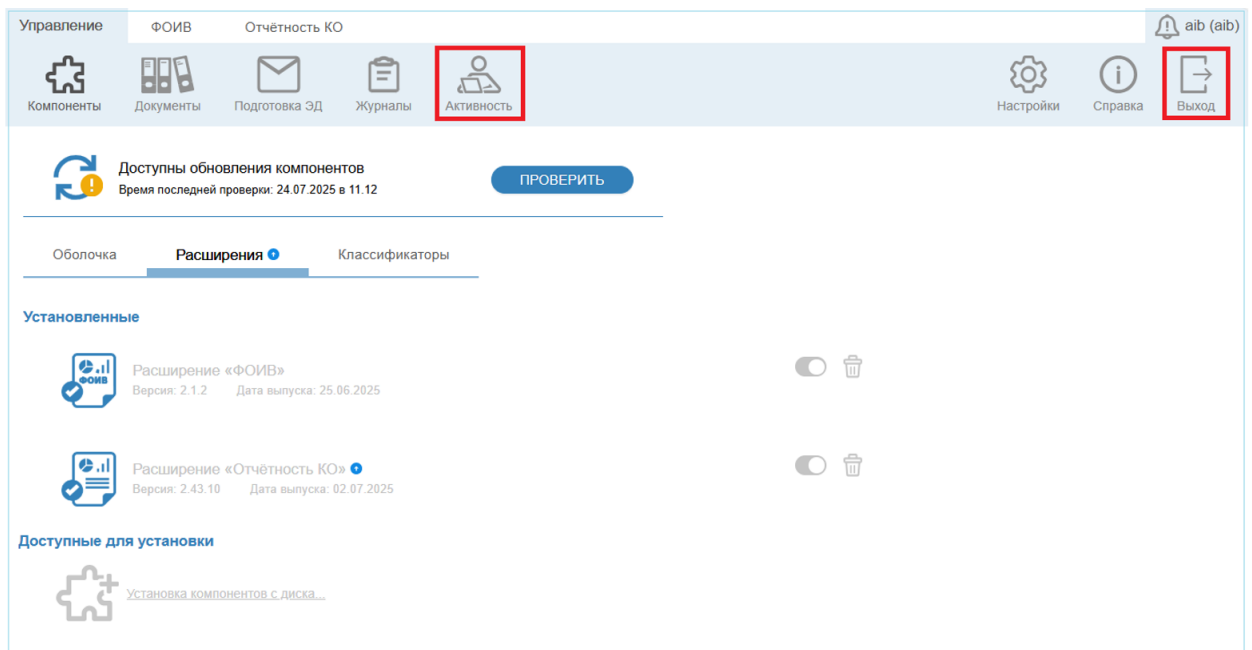 Управление ФОИВ Отчётность КО aib (aib)
Компоненты Документы Подготовка ЭД Журналы Активность Настройки Справка Выход
Доступны обновления компонентов
Время последней проверки: 24.07.2025 в 11.12
ПРОВЕРИТЬ
Оболочка Расширения Классификаторы
Установленные
ФОИВ
Расширение «ФОИВ»
Версия: 2.1.2 Дата выпуска: 25.06.2025
Расширение «Отчётность КО»
Версия: 2.43.10 Дата выпуска: 02.07.2025
Доступные для установки
Установка компонентов с диска...